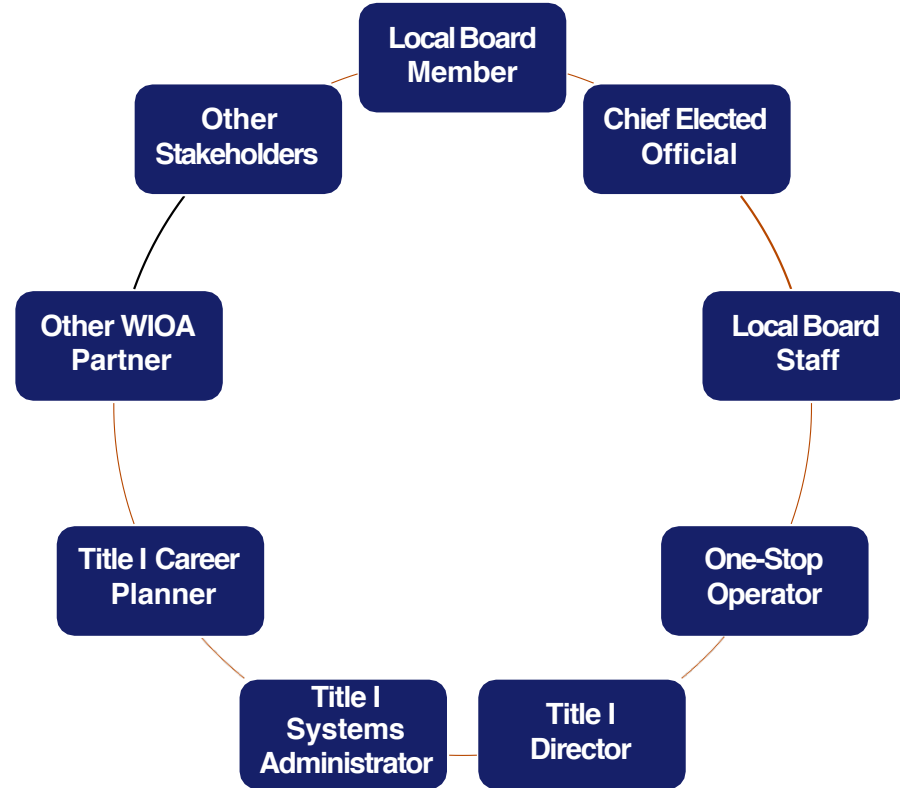 Local Board
Member
Chief Elected
Official
Local Board
Staff
One-Stop
Operator
Title I
Director
Title I
Systems
Administrator
Title I Career
Planner
Other WIOA
Partner
Other
Stakeholders